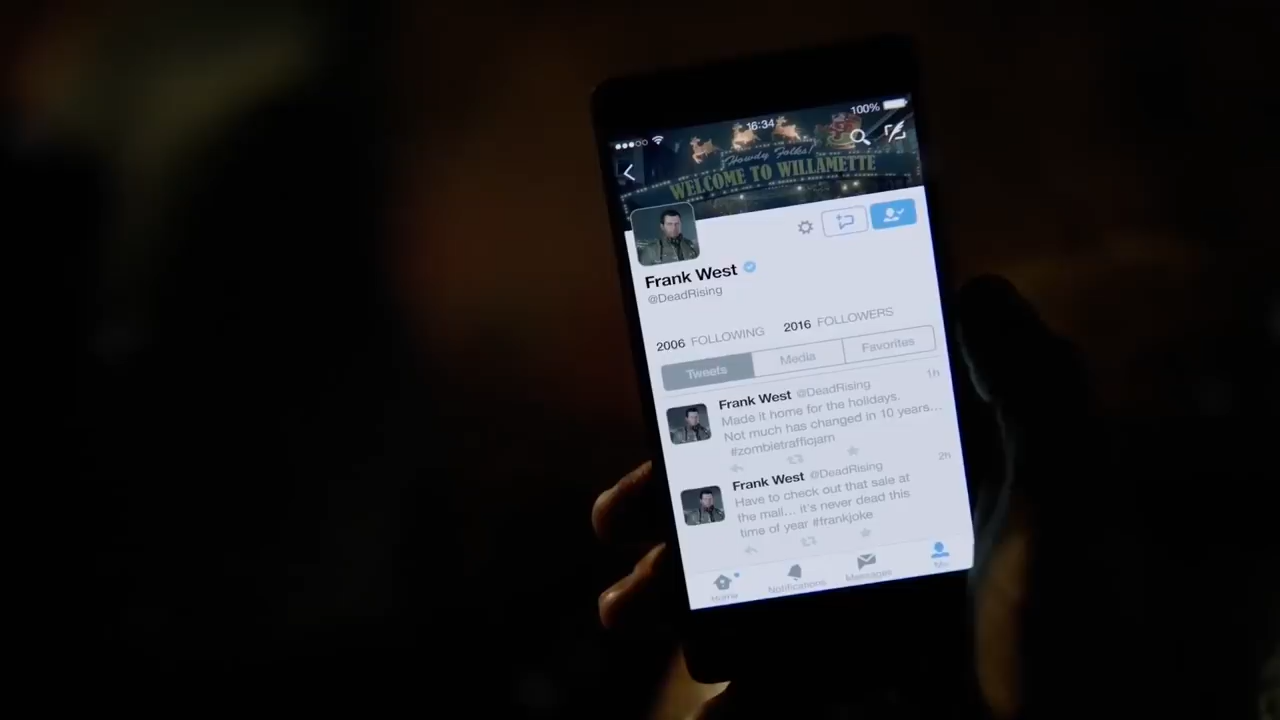 100%
16:34
Howdy Folks!
WELCOME TO WILLAMETTE
Frank West
@DeadRising
2006 FOLLOWING 2016 FOLLOWERS
Tweets Media Favorites
Frank West @DeadRising 1h
Made it home for the holidays.
Not much has changed in 10 years...
#zombietrafficjam
Frank West @DeadRising 2h
Have to check out that sale at
the mall... it's never dead this
time of year #frankjoke
Home Notifications Messages Me